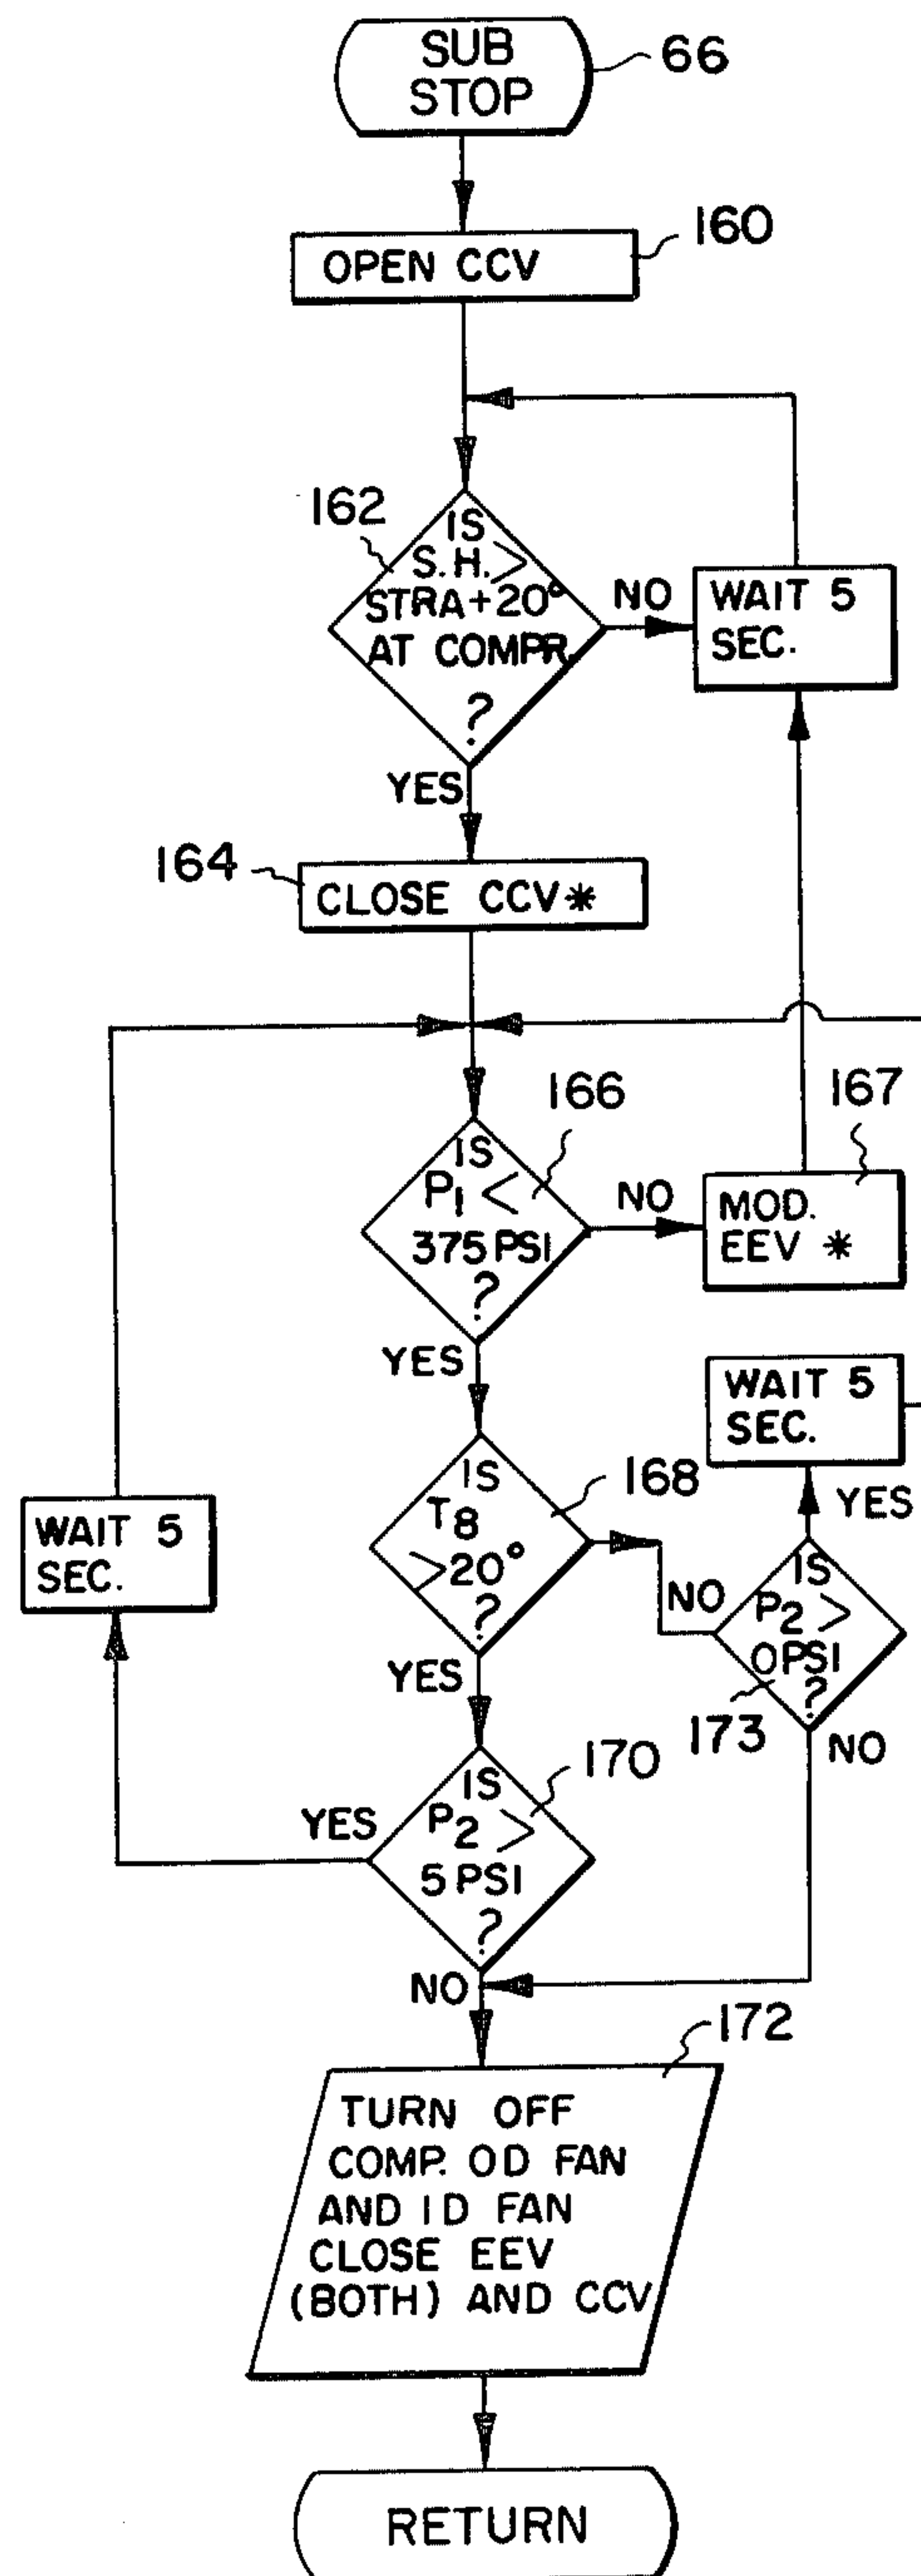 SUB
STOP
66
OPEN CCV
160
162
IS
S.H. >
STRA+20°
AT COMPR.
?
NO
WAIT 5
SEC.
YES
164
CLOSE CCV*
166
IS
P1 <
375 PSI
?
NO
167
MOD.
EEV *
YES
WAIT 5
SEC.
168
IS
T8
>20°
?
NO
YES
WAIT 5
SEC.
YES
IS
P2 >
0 PSI
?
173
NO
170
IS
P2 >
5 PSI
?
YES
NO
172
TURN OFF
COMP. OD FAN
AND ID FAN
CLOSE EEV
(BOTH) AND CCV
RETURN